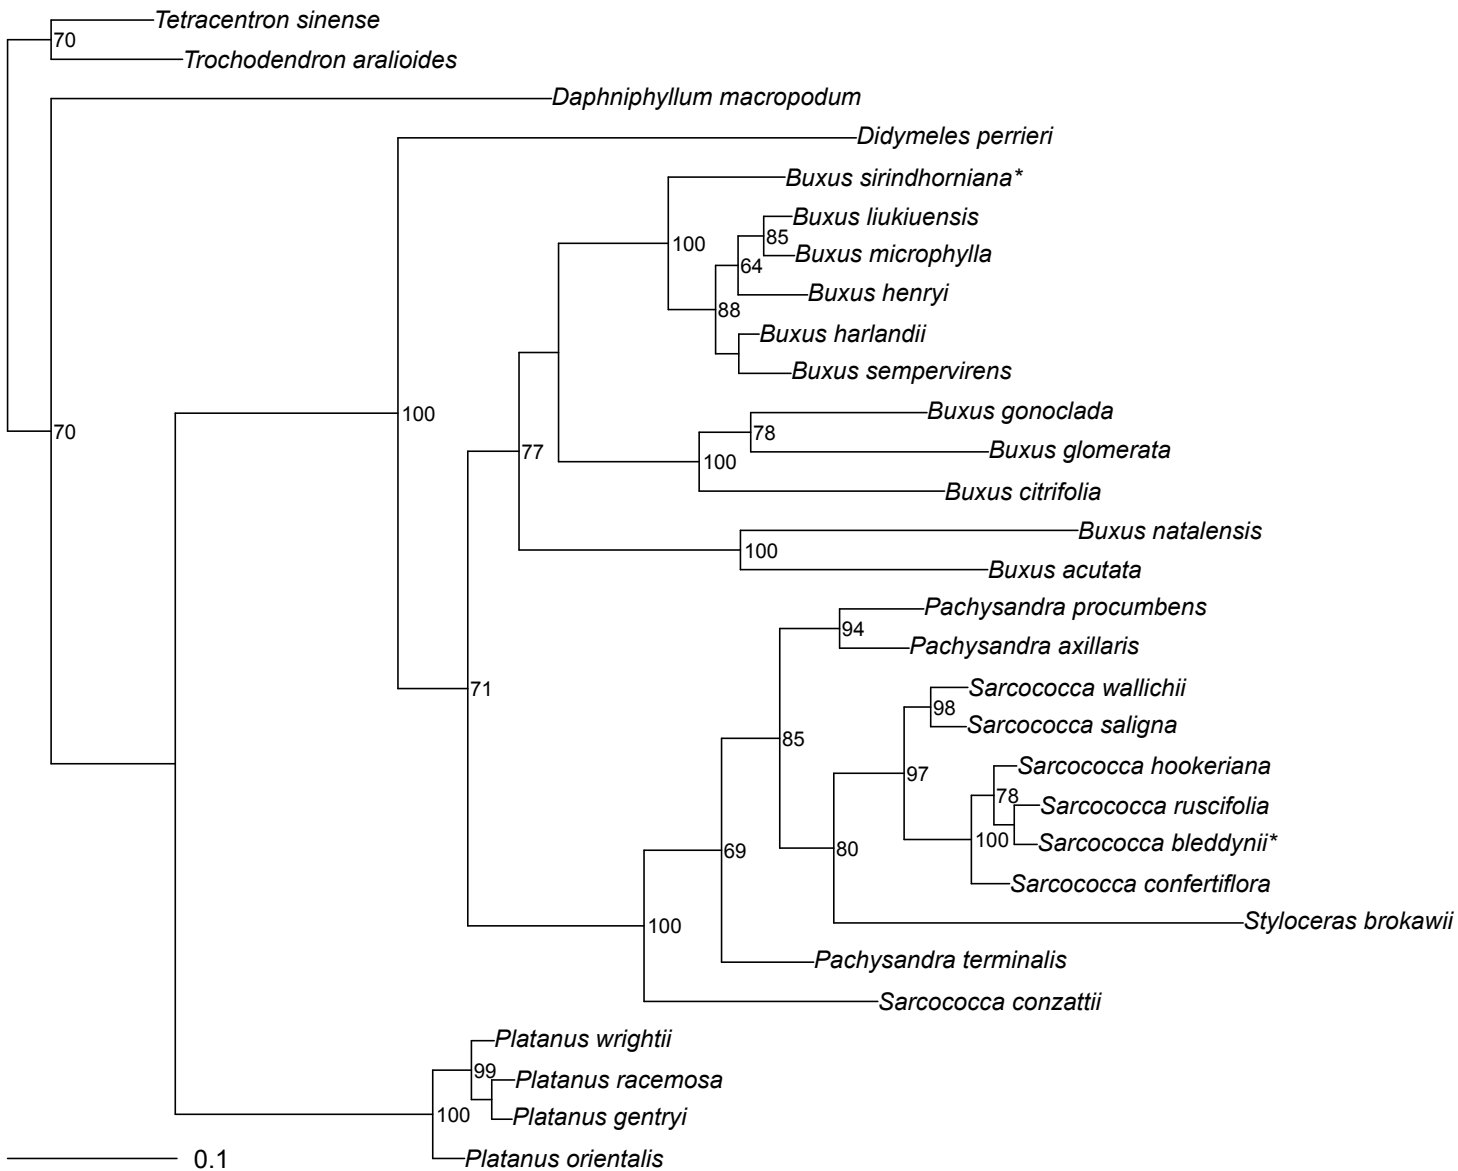 Tetracentron sinense
70
Trochodendron aralioides
Daphniphyllum macropodum
Didymeles perrieri
Buxus sirindhorniana*
Buxus liukiuensis
85
100
Buxus microphylla
64
Buxus henryi
88
Buxus harlandii
Buxus sempervirens
Buxus gonoclada
100
78
70
77
Buxus glomerata
100
Buxus citrifolia
Buxus natalensis
100
Buxus acutata
Pachysandra procumbens
94
Pachysandra axillaris
Sarcococca wallichii
71
98
Sarcococca saligna
85
Sarcococca hookeriana
97
78
Sarcococca ruscifolia
100
Sarcococca bleddynii*
69
80
Sarcococca confertiflora
Styloceras brokawii
100
Pachysandra terminalis
Sarcococca conzattii
Platanus wrightii
99
Platanus racemosa
100
Platanus gentryi
0.1
Platanus orientalis